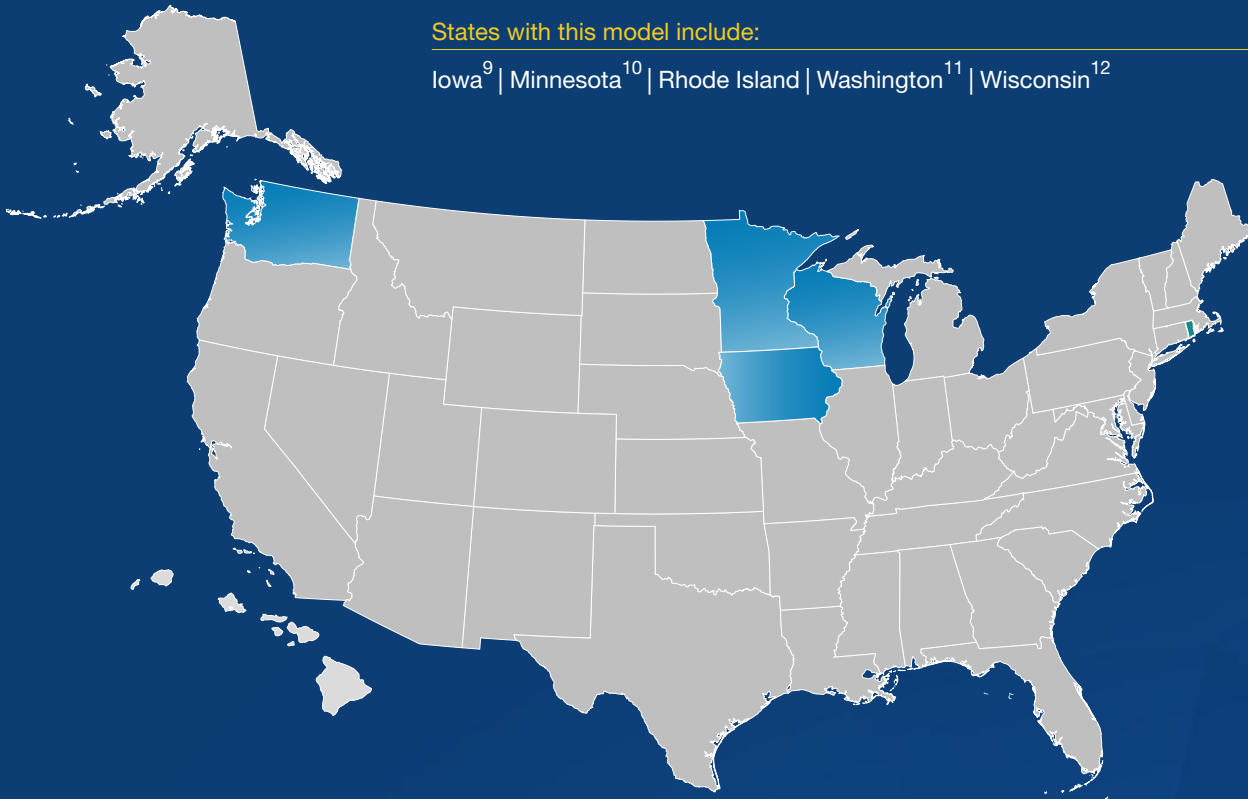 States with this model include:
Iowa⁹ | Minnesota¹⁰ | Rhode Island | Washington¹¹ | Wisconsin¹²